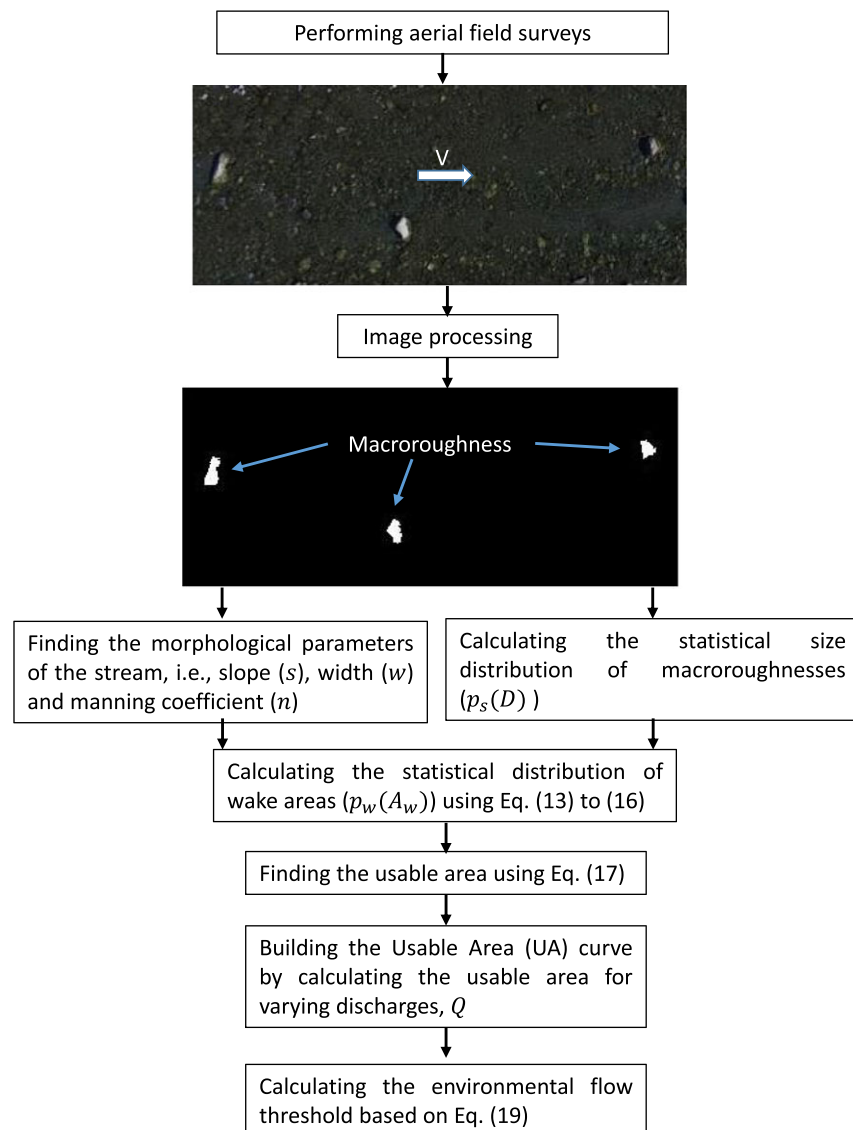 Performing aerial field surveys
V
Image processing
Macroroughness
Finding the morphological parameters
of the stream, i.e., slope (s), width (w)
and manning coefficient (n)
Calculating the statistical size
distribution of macroroughnesses
(pₛ(D) )
Calculating the statistical distribution of
wake areas (p_w(A_w)) using Eq. (13) to (16)
Finding the usable area using Eq. (17)
Building the Usable Area (UA) curve
by calculating the usable area for
varying discharges, Q
Calculating the environmental flow
threshold based on Eq. (19)